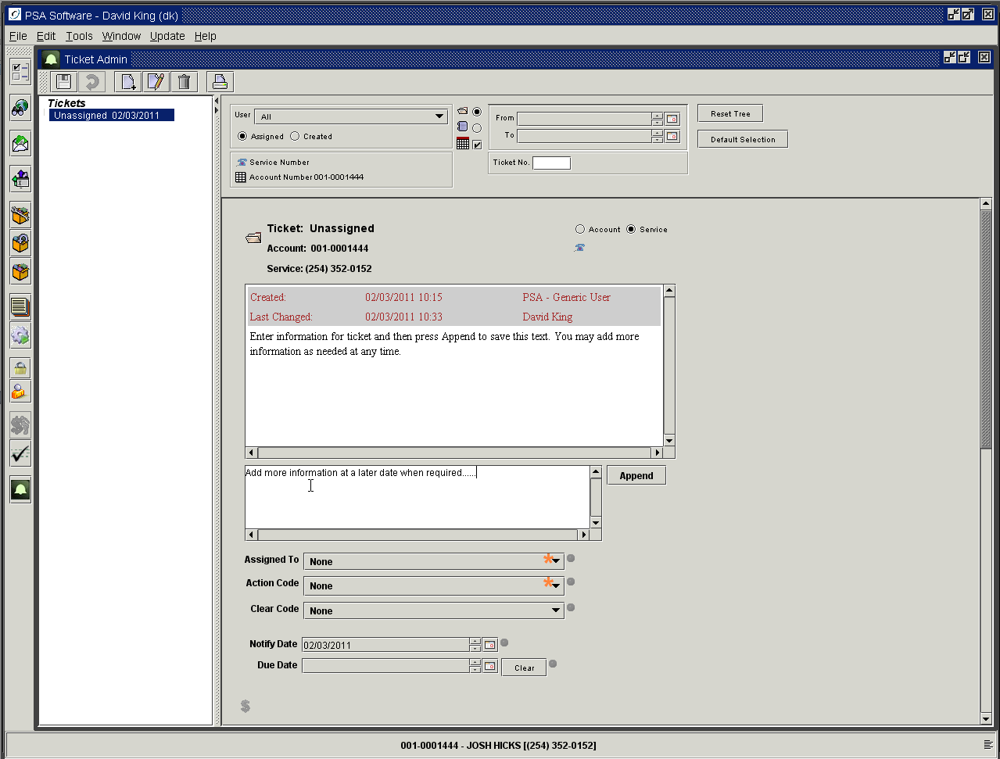 PSA Software - David King (dk)
File Edit Tools Window Update Help
Ticket Admin
Tickets
Unassigned 02/03/2011
User All
Assigned Created
Service Number
Account Number 001-0001444
From
To
Ticket No.
Reset Tree
Default Selection
Ticket: Unassigned
Account: 001-0001444
Service: (254) 352-0152
Account Service
Created: 02/03/2011 10:15 PSA - Generic User
Last Changed: 02/03/2011 10:33 David King
Enter information for ticket and then press Append to save this text. You may add more
information as needed at any time.
Add more information at a later date when required......
Append
Assigned To None
Action Code None
Clear Code None
Notify Date 02/03/2011
Due Date
Clear
$
001-0001444 - JOSH HICKS [(254) 352-0152]